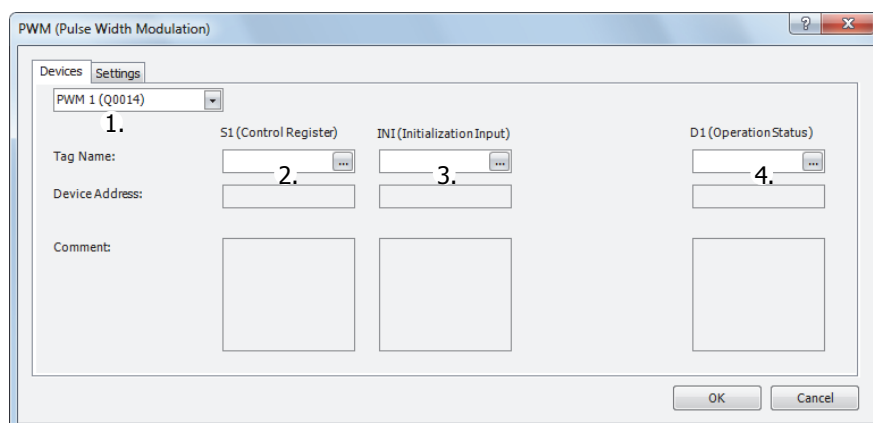 PWM (Pulse Width Modulation)
?
X
Devices Settings
PWM 1 (Q0014)
1.
S1 (Control Register) INI (Initialization Input) D1 (Operation Status)
Tag Name: ... ... ...
2. 3. 4.
Device Address:
Comment:
OK Cancel